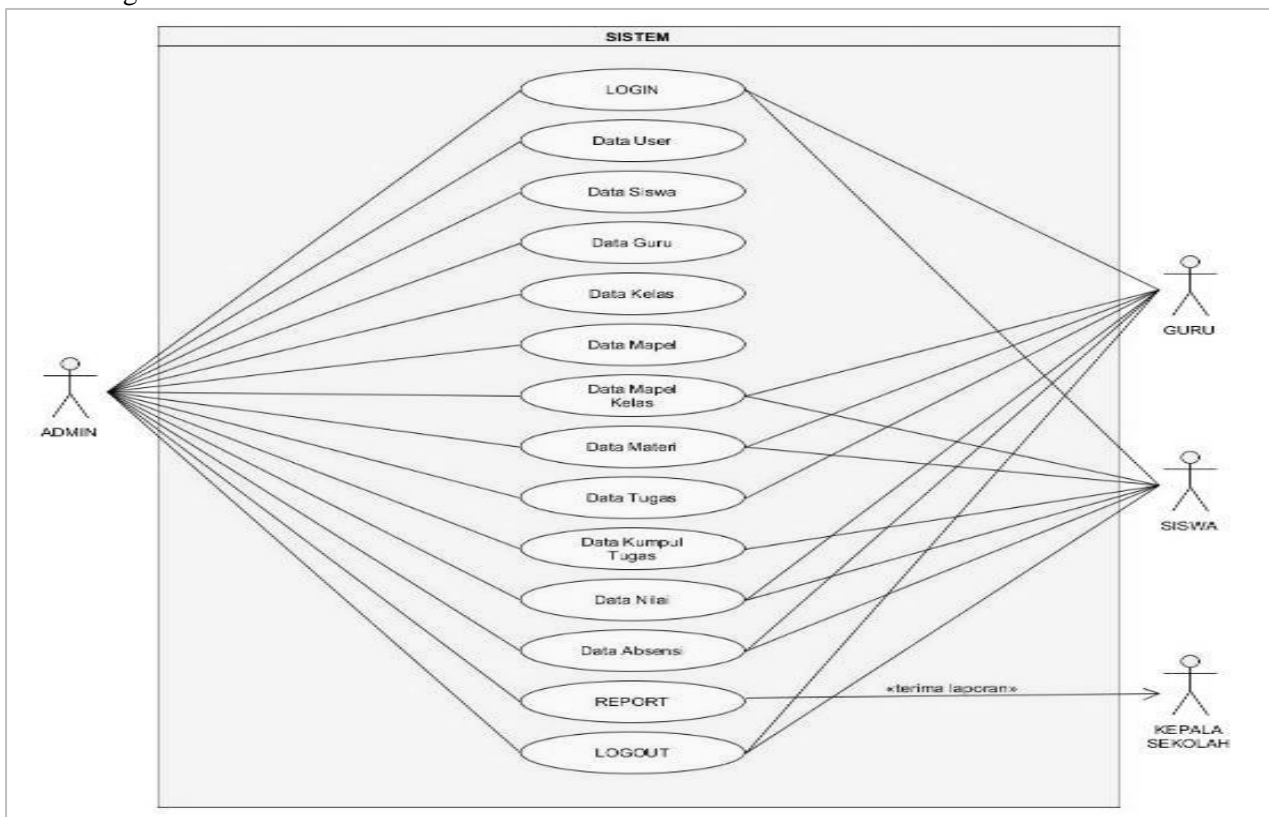 SISTEM
LOGIN
Data User
Data Siswa
Data Guru
Data Kelas
Data Mapel
Data Mapel
Kelas
Data Materi
Data Tugas
Data Kumpul
Tugas
Data Nilai
Data Absensi
REPORT
LOGOUT
ADMIN
GURU
SISWA
«terima laporan»
KEPALA
SEKOLAH